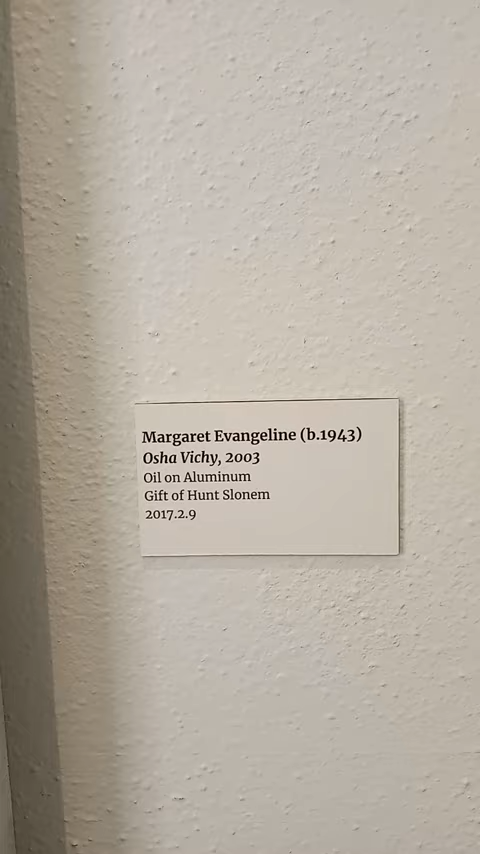 Margaret Evangeline (b.1943)
Osha Vichy, 2003
Oil on Aluminum
Gift of Hunt Slonem
2017.2.9